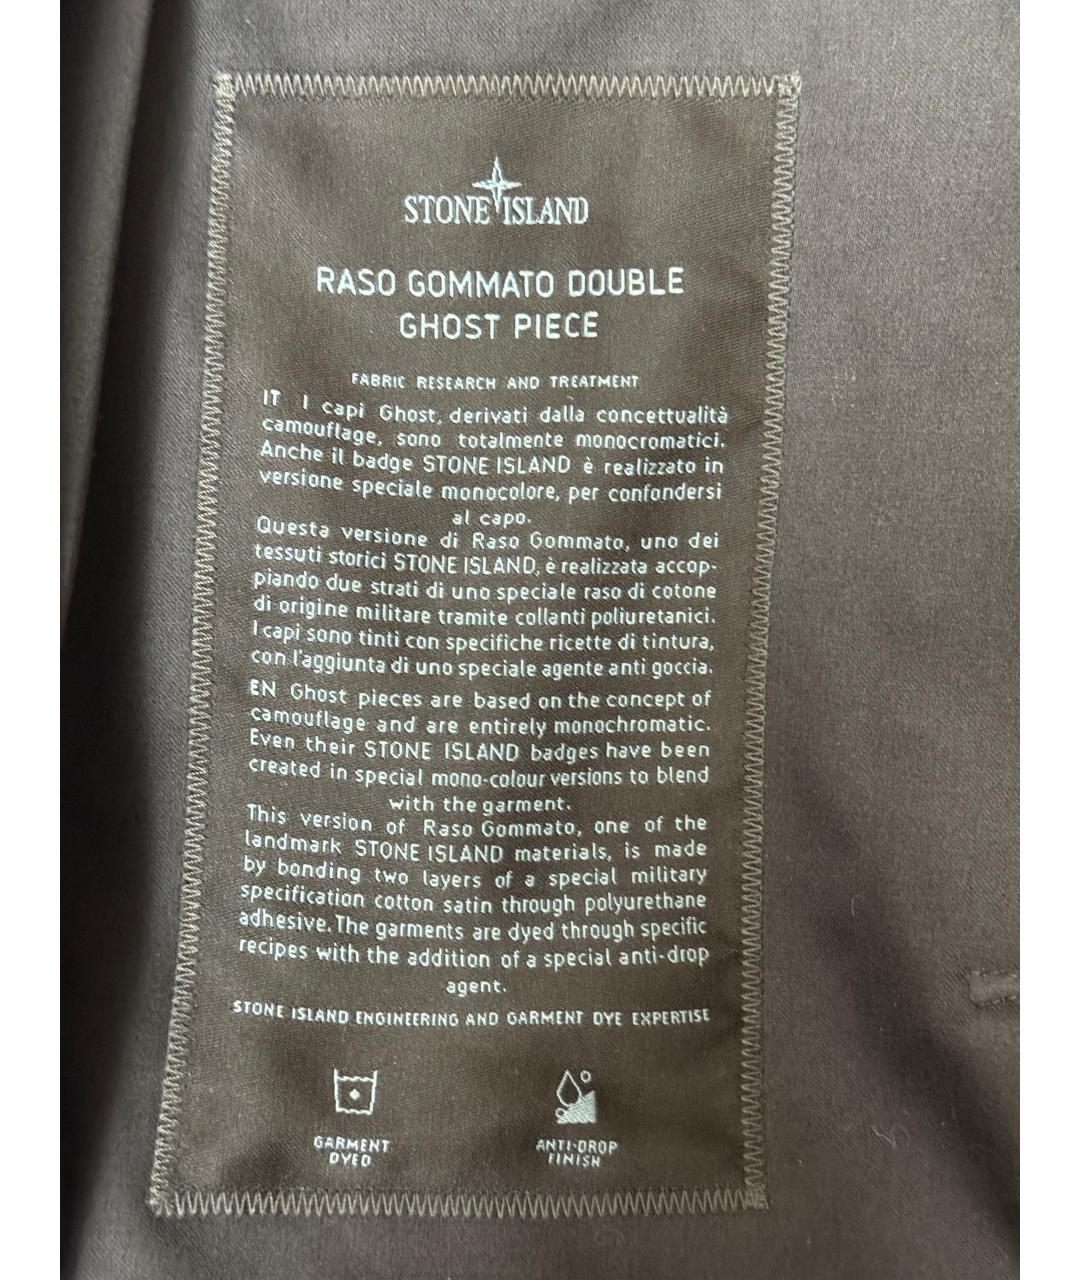 STONE ISLAND
RASO GOMMATO DOUBLE
GHOST PIECE
FABRIC RESEARCH AND TREATMENT
IT I capi Ghost, derivati dalla concettualità
camouflage, sono totalmente monocromatici.
Anche il badge STONE ISLAND è realizzato in
versione speciale monocolore, per confondersi
al capo.
Questa versione di Raso Gommato, uno dei
tessuti storici STONE ISLAND, è realizzata accop-
piando due strati di uno speciale raso di cotone
di origine militare tramite collanti poliuretanici.
I capi sono tinti con specifiche ricette di tintura,
con l'aggiunta di uno speciale agente anti goccia.
EN Ghost pieces are based on the concept of
camouflage and are entirely monochromatic.
Even their STONE ISLAND badges have been
created in special mono-colour versions to blend
with the garment.
This version of Raso Gommato, one of the
landmark STONE ISLAND materials, is made
by bonding two layers of a special military
specification cotton satin through polyurethane
adhesive. The garments are dyed through specific
recipes with the addition of a special anti-drop
agent.
STONE ISLAND ENGINEERING AND GARMENT DYE EXPERTISE
GARMENT
DYED
ANTI-DROP
FINISH